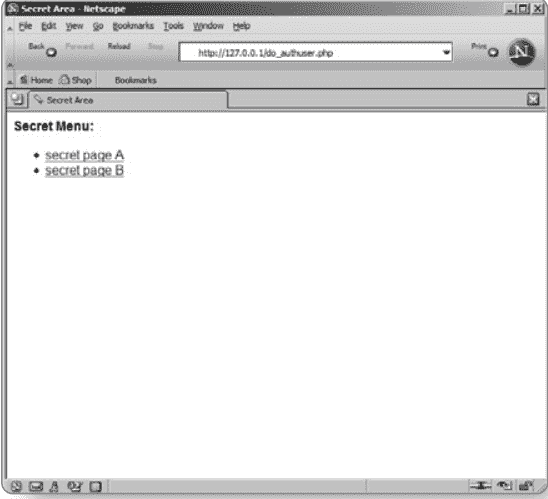 Secret Area - Netscape
File Edit View Go Bookmarks Tools Window Help
Back Forward Reload Stop http://127.0.0.1/do_authuser.php Print N
Home Shop Bookmarks
Secret Area
Secret Menu:
• secret page A
• secret page B